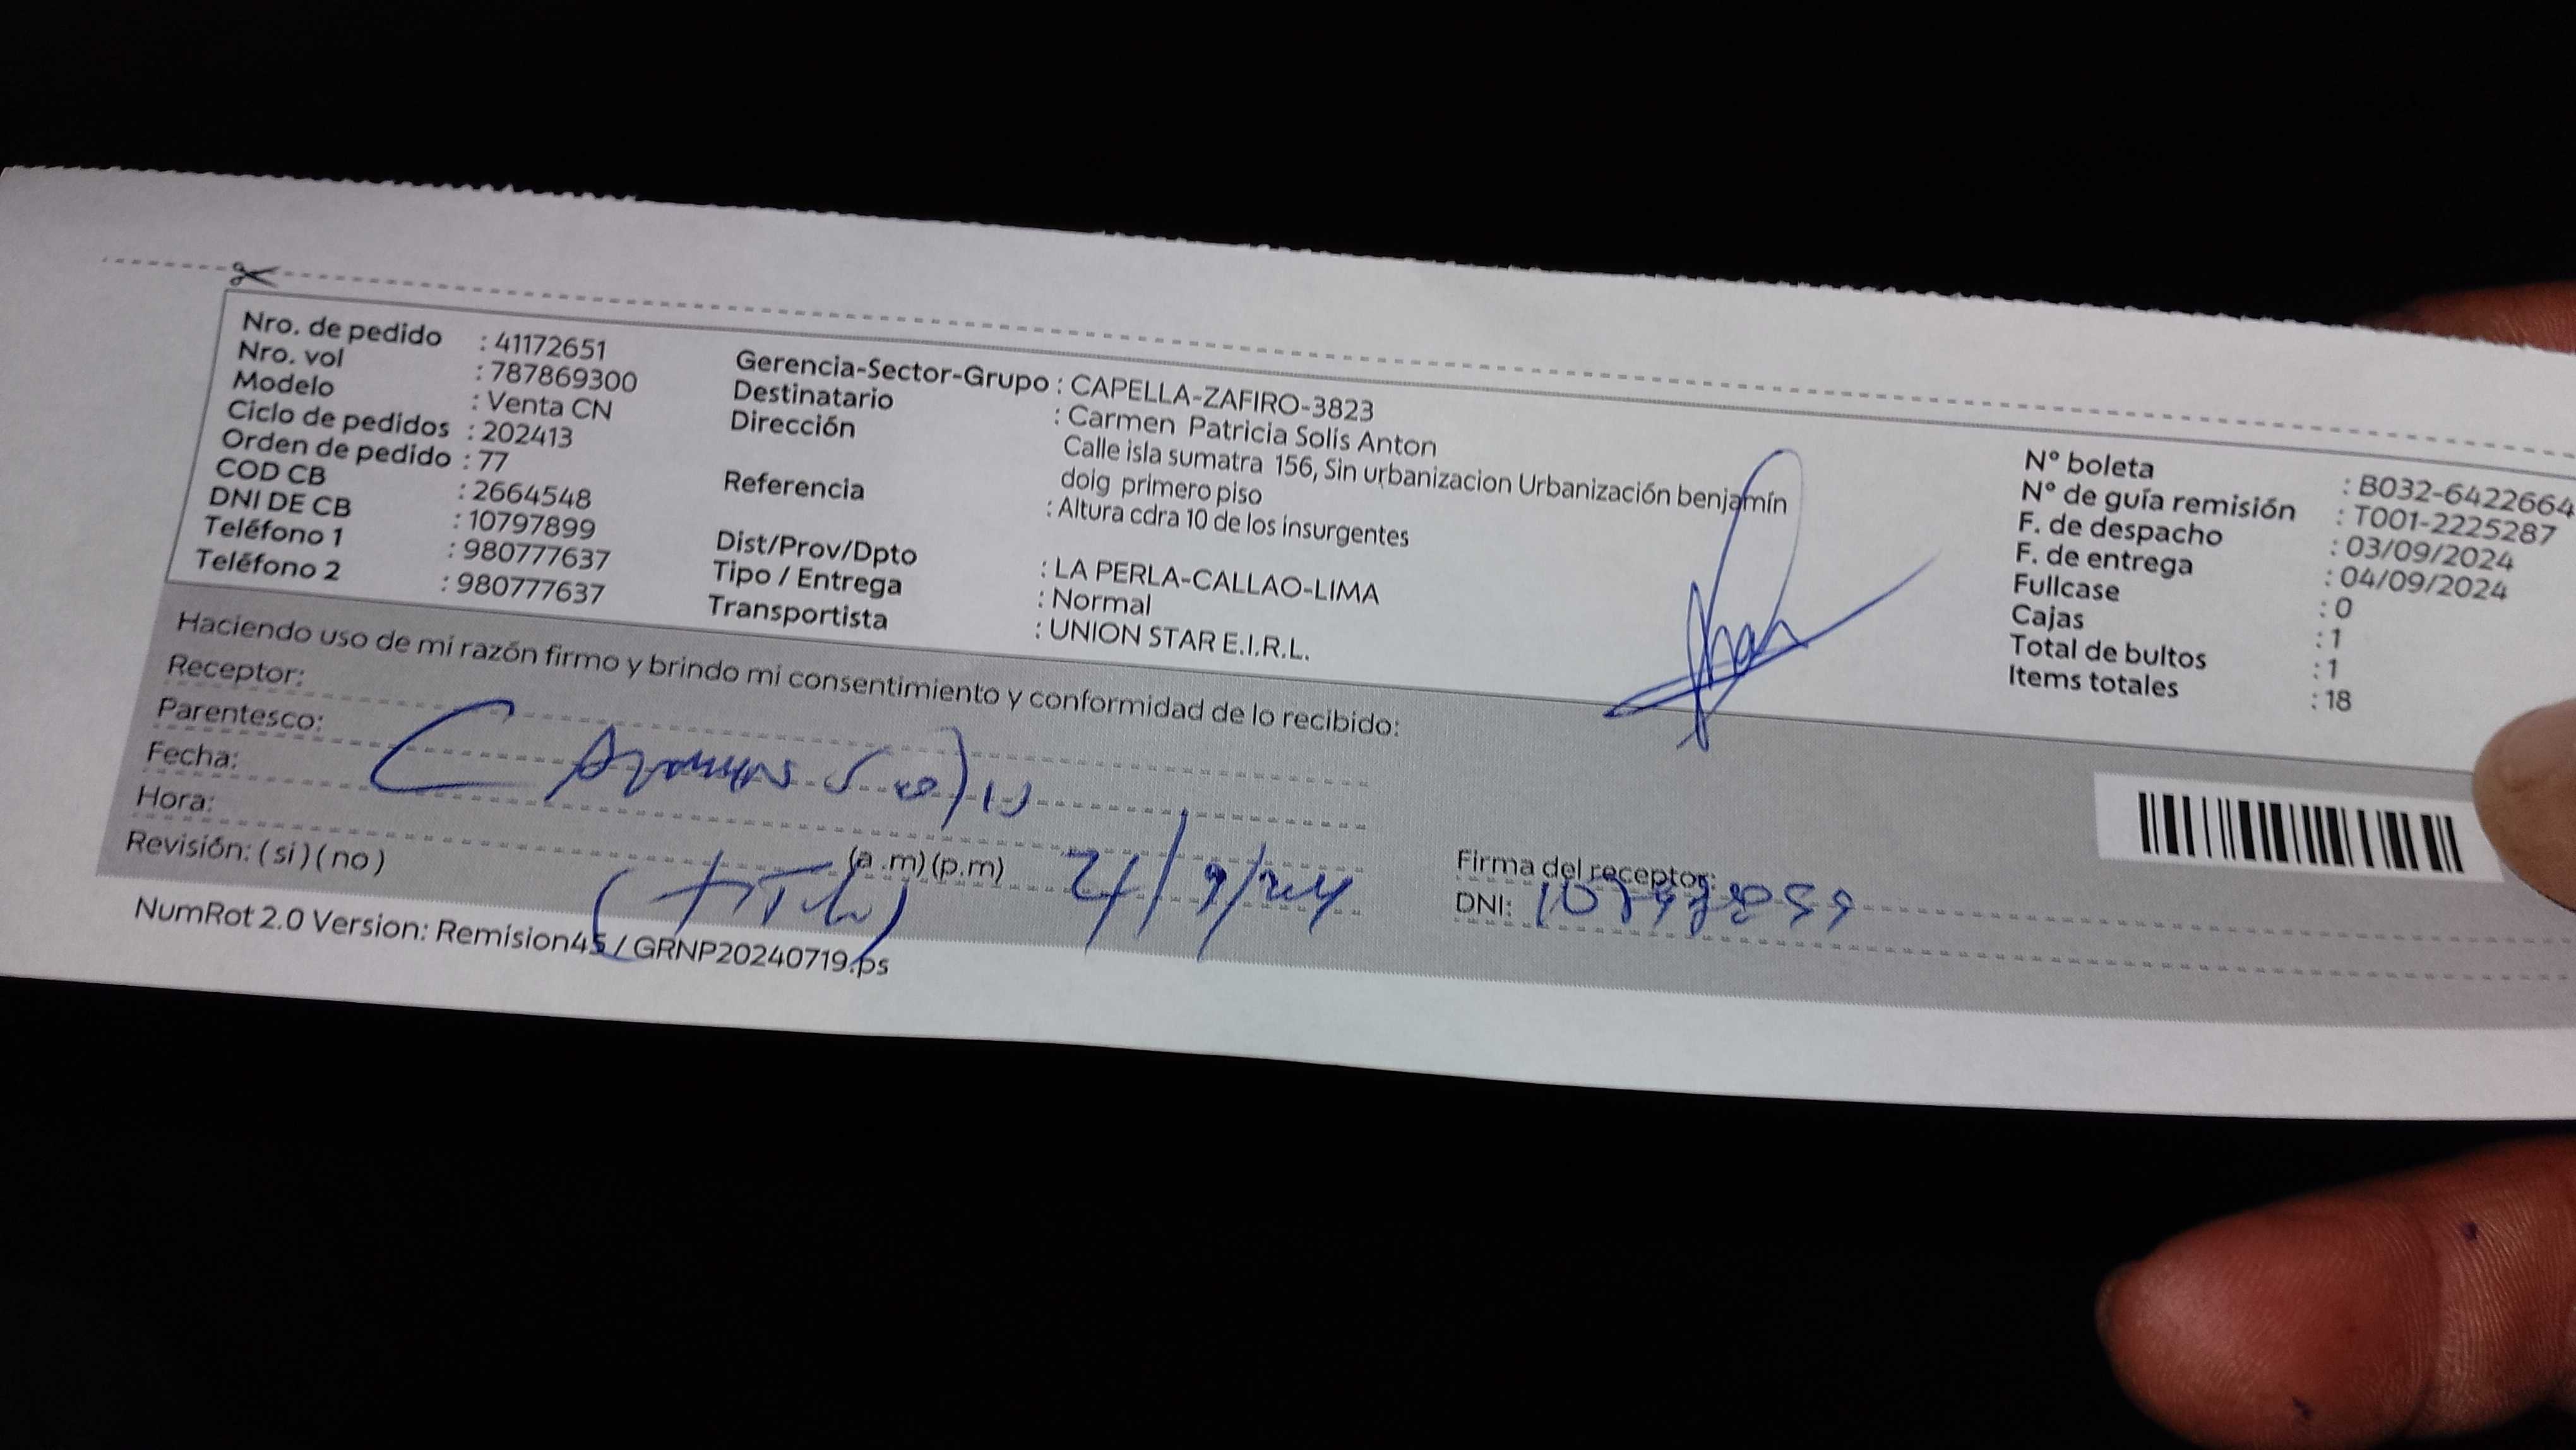 Nro. de pedido : 41172651
Nro. vol : 787869300
Modelo : Venta CN
Ciclo de pedidos : 202413
Orden de pedido : 77
COD CB : 2664548
DNI DE CB : 10797899
Teléfono 1 : 980777637
Teléfono 2 : 980777637
Gerencia-Sector-Grupo : CAPELLA-ZAFIRO-3823
Destinatario : Carmen Patricia Solis Anton
Dirección Calle isla sumatra 156, Sin urbanizacion Urbanización benjamín
doig primero piso
Referencia : Altura cdra 10 de los insurgentes
Dist/Prov/Dpto : LA PERLA-CALLAO-LIMA
Tipo / Entrega : Normal
Transportista : UNION STAR E.I.R.L.
N° boleta : B032-6422664
N° de guía remisión : T001-2225287
F. de despacho : 03/09/2024
F. de entrega : 04/09/2024
Fullcase : 0
Cajas : 1
Total de bultos : 1
Items totales : 18
Haciendo uso de mi razón firmo y brindo mi consentimiento y conformidad de lo recibido:
Receptor:
Parentesco: Carmen Solis
Fecha:
Hora: (a .m) (p.m)
Revisión: ( si ) ( no )
Firma del receptor:
DNI:
NumRot 2.0 Version: Remision45 / GRNP20240719.ps